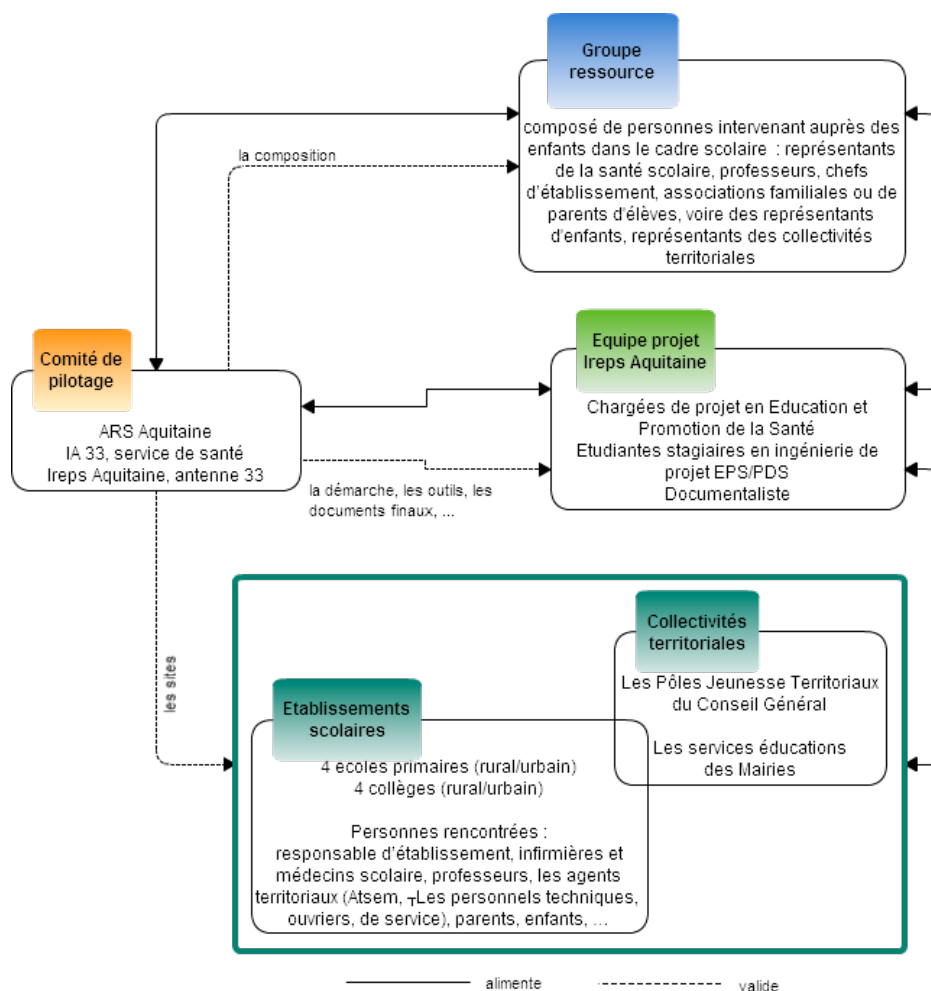 Groupe
ressource
composé de personnes intervenant auprès des
enfants dans le cadre scolaire : représentants
de la santé scolaire, professeurs, chefs
d'établissement, associations familiales ou de
parents d'élèves, voire des représentants
d'enfants, représentants des collectivités
territoriales
la composition
Comité de
pilotage
ARS Aquitaine
IA 33, service de santé
Ireps Aquitaine, antenne 33
Equipe projet
Ireps Aquitaine
Chargées de projet en Education et
Promotion de la Santé
Etudiantes stagiaires en ingénierie de
projet EPS/PDS
Documentaliste
la démarche, les outils, les
documents finaux, ...
les sites
Collectivités
territoriales
Les Pôles Jeunesse Territoriaux
du Conseil Général
Les services éducations
des Mairies
Etablissements
scolaires
4 écoles primaires (rural/urbain)
4 collèges (rural/urbain)
Personnes rencontrées :
responsable d'établissement, infirmières et
médecins scolaire, professeurs, les agents
territoriaux (Atsem, ┬Les personnels techniques,
ouvriers, de service), parents, enfants, ...
alimente
valide